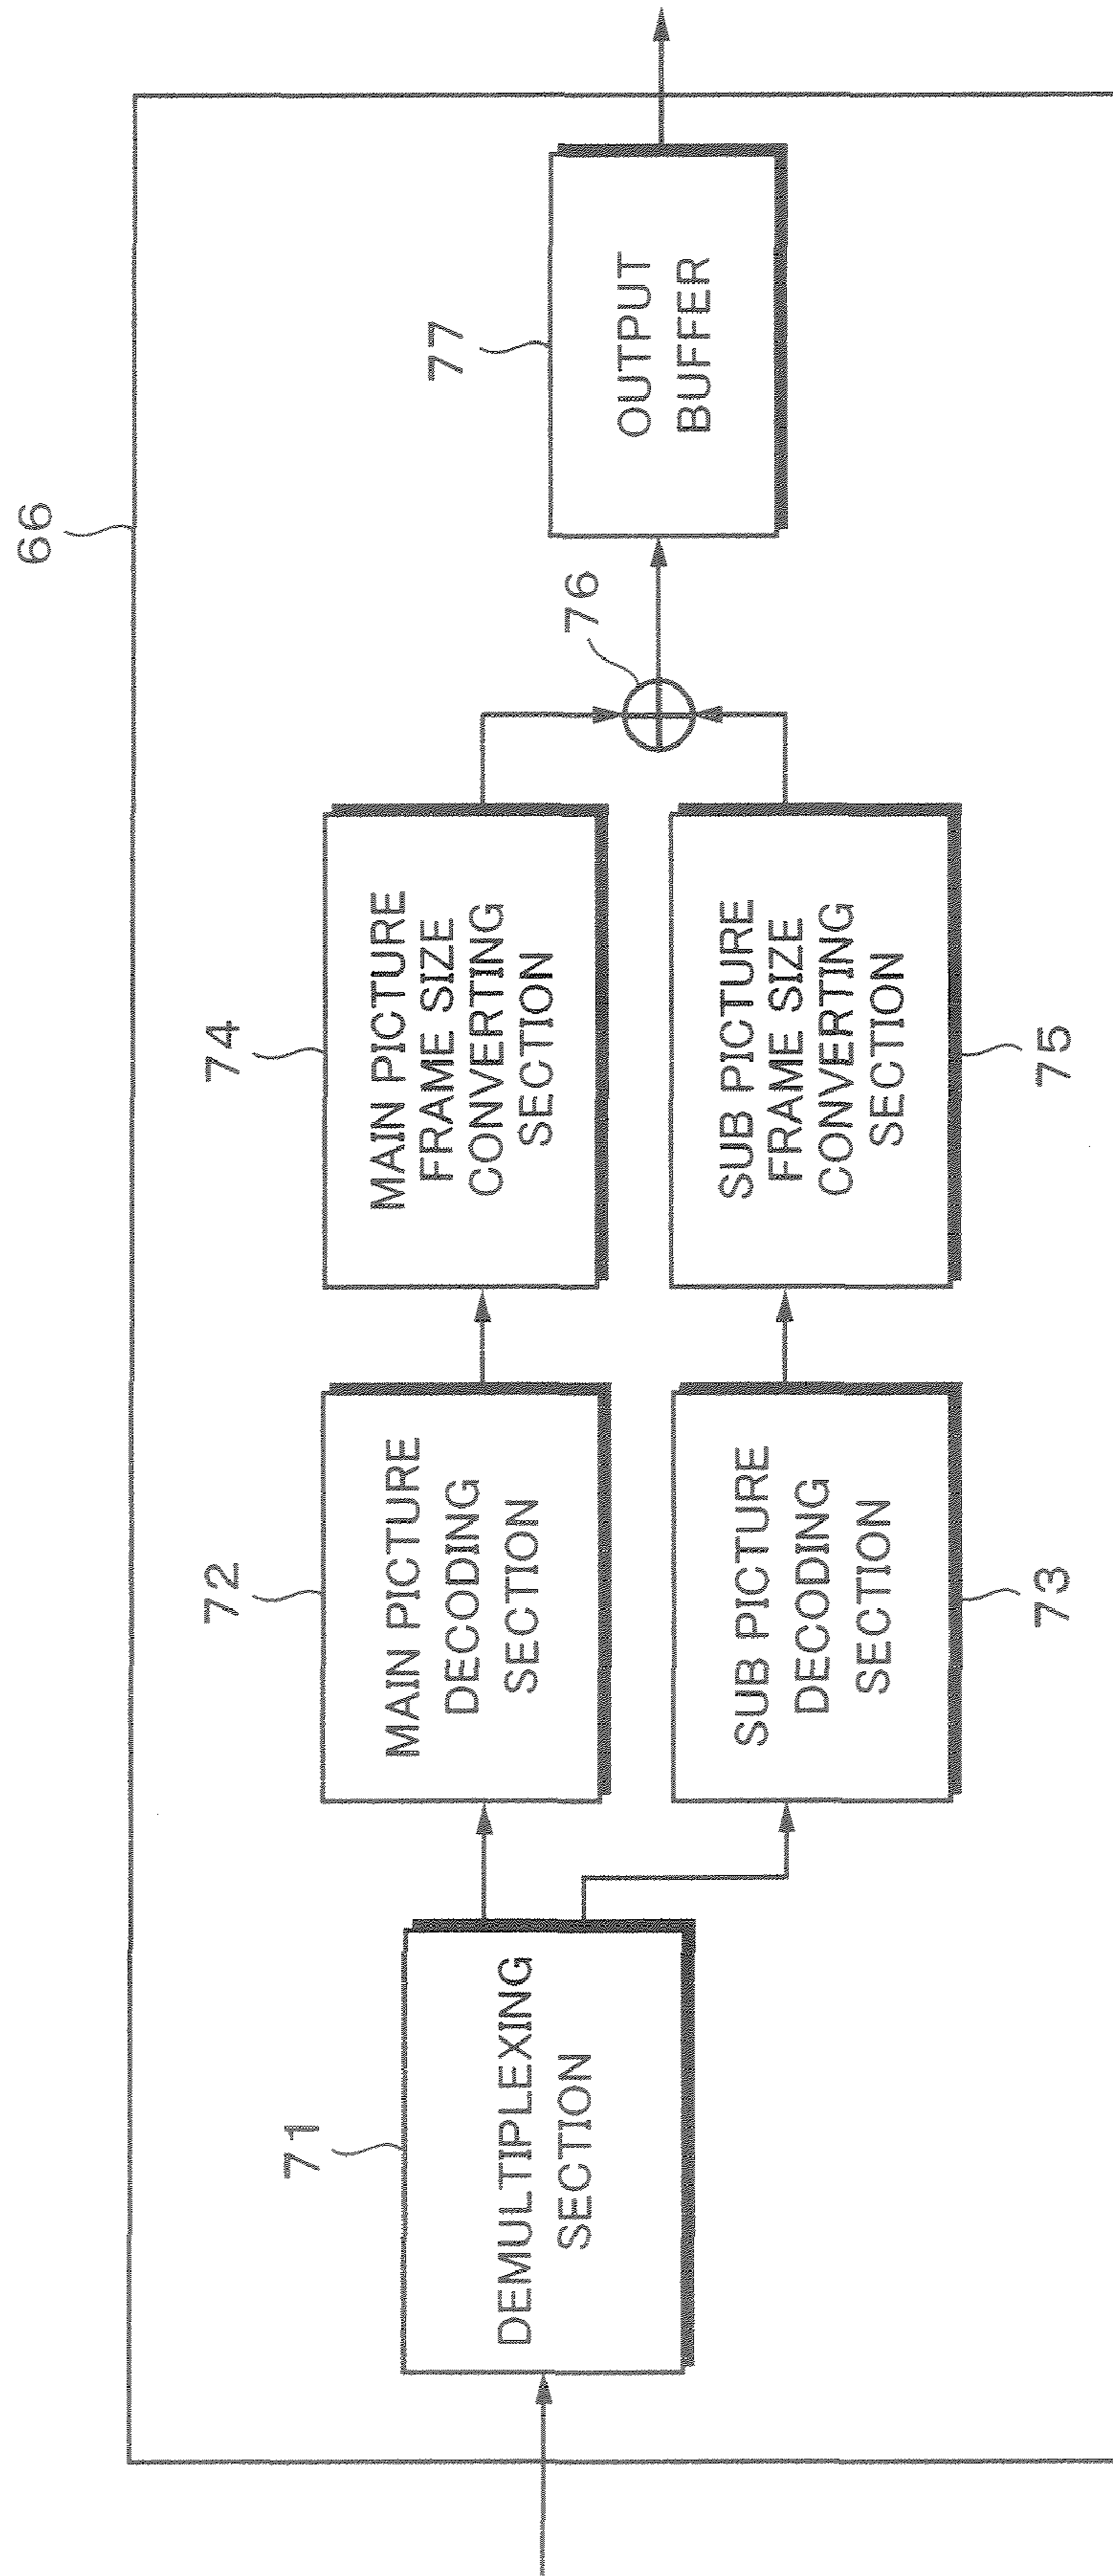 66
71
DEMULTIPLEXING
SECTION
72
MAIN PICTURE
DECODING
SECTION
73
SUB PICTURE
DECODING
SECTION
74
MAIN PICTURE
FRAME SIZE
CONVERTING
SECTION
75
SUB PICTURE
FRAME SIZE
CONVERTING
SECTION
76
77
OUTPUT
BUFFER